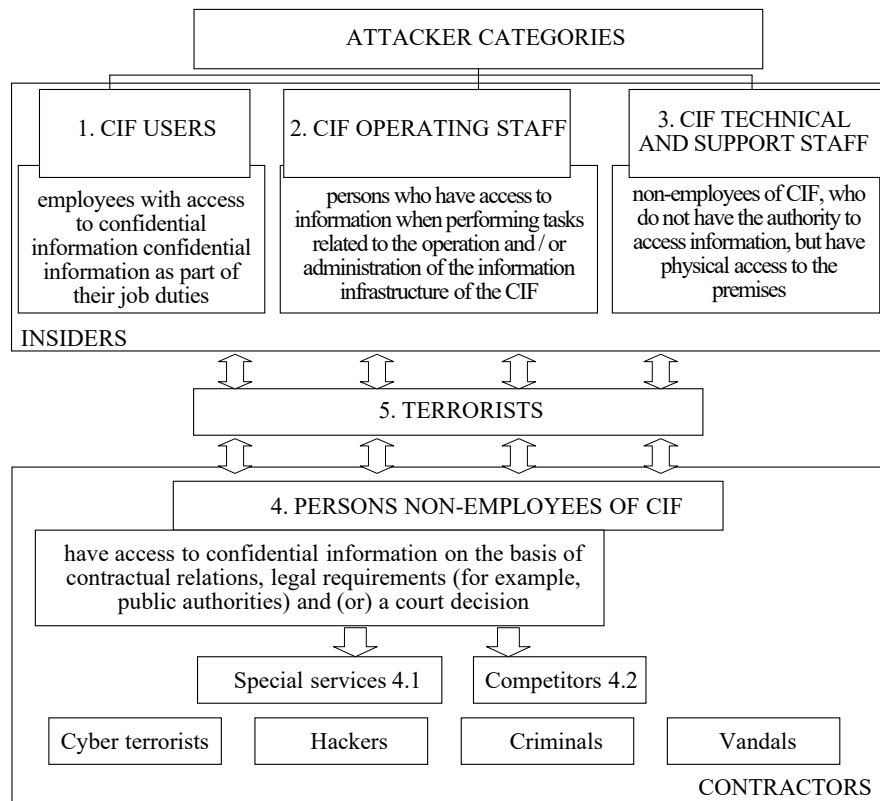 ATTACKER CATEGORIES
1. CIF USERS
employees with access
to confidential
information confidential
information as part of
their job duties
2. CIF OPERATING STAFF
persons who have access to
information when performing tasks
related to the operation and / or
administration of the information
infrastructure of the CIF
3. CIF TECHNICAL
AND SUPPORT STAFF
non-employees of CIF, who
do not have the authority to
access information, but have
physical access to the
premises
INSIDERS
5. TERRORISTS
4. PERSONS NON-EMPLOYEES OF CIF
have access to confidential information on the basis of
contractual relations, legal requirements (for example,
public authorities) and (or) a court decision
Special services 4.1
Competitors 4.2
Cyber terrorists
Hackers
Criminals
Vandals
CONTRACTORS